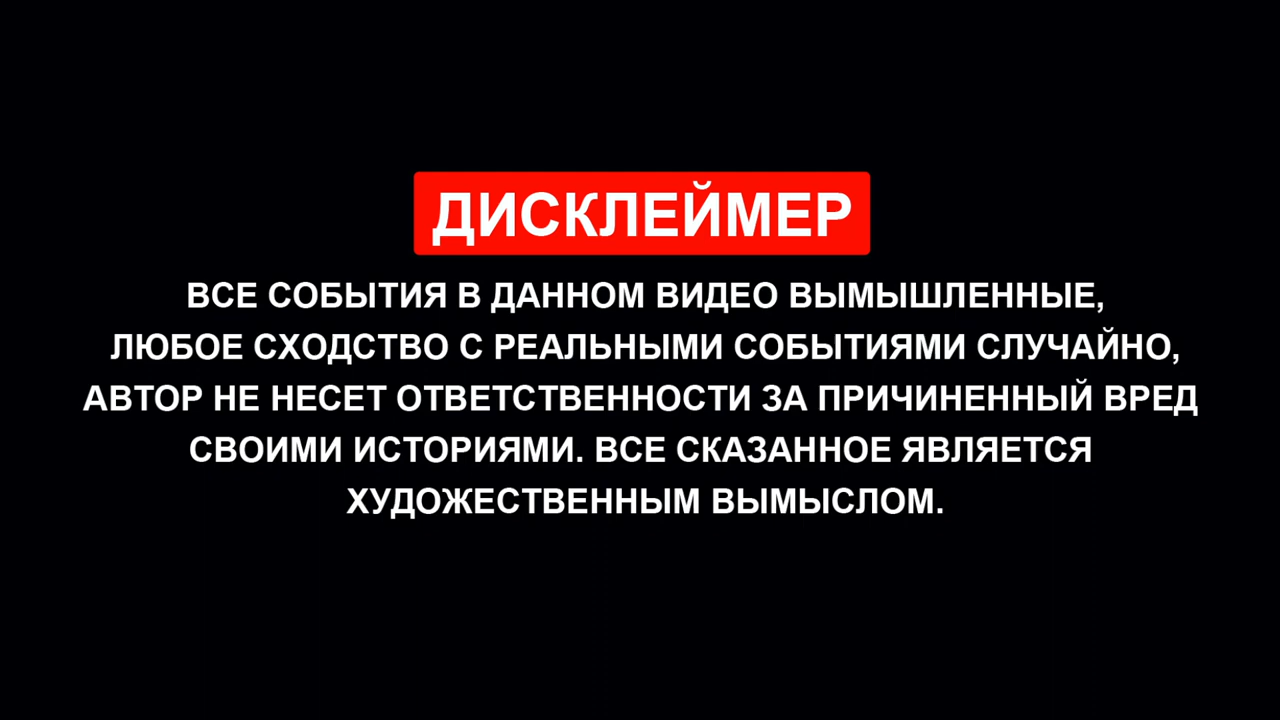 ДИСКЛЕЙМЕР
ВСЕ СОБЫТИЯ В ДАННОМ ВИДЕО ВЫМЫШЛЕННЫЕ,
ЛЮБОЕ СХОДСТВО С РЕАЛЬНЫМИ СОБЫТИЯМИ СЛУЧАЙНО,
АВТОР НЕ НЕСЕТ ОТВЕТСТВЕННОСТИ ЗА ПРИЧИНЕННЫЙ ВРЕД
СВОИМИ ИСТОРИЯМИ. ВСЕ СКАЗАННОЕ ЯВЛЯЕТСЯ
ХУДОЖЕСТВЕННЫМ ВЫМЫСЛОМ.